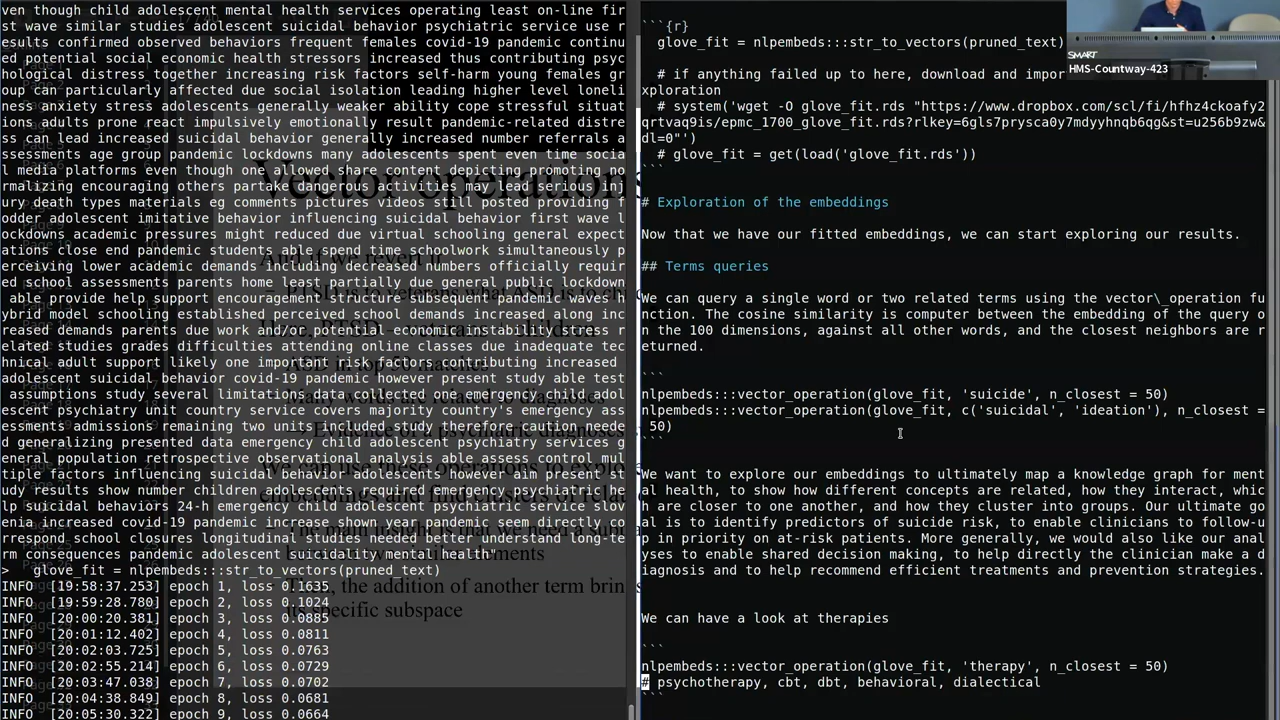 ven though child adolescent mental health services operating least on-line fir
st wave similar studies adolescent suicidal behavior psychiatric service use r
esults confirmed observed behaviors frequent females covid-19 pandemic continu
ed potential social economic health stressors increased thus contributing psyc
hological distress together increasing risk factors self-harm young females gr
oup can particularly affected due social isolation leading higher level loneli
ness anxiety stress adolescents generally weaker ability cope stressful situat
ions adults prone react impulsively emotionally result pandemic-related distre
ss can lead increased suicidal behavior generally increased number referrals a
ssessments age group pandemic lockdowns many adolescents spent even time socia
l media platforms even though one allowed share content depicting promoting no
rmalizing encouraging others partake dangerous activities may lead serious inj
ury death types materials eg comments pictures videos still posted providing f
odder adolescent imitative behavior influencing suicidal behavior first wave l
ockdowns academic pressures might reduced due virtual schooling general expect
ations close end pandemic students able spend time schoolwork simultaneously p
erceiving lower academic demands including decreased numbers officially requir
ed school assessments parents home least partially due general public lockdown
able provide help support encouragement structure subsequent pandemic waves h
ybrid model schooling established perceived school demands increased thus incr
eased demands parents due work and/or financial economic instability stress r
elated studies grades difficulties attending online classes due inadequate tec
hnical adult support likely one important risk factors contributing increased
adolescent suicidal behavior covid-19 pandemic however present study able test
assumptions study several limitations data collected one emergency child adol
escent psychiatry unit country service covers majority country's emergency ass
essments admissions remaining two units included study therefore caution neede
d generalizing presented data emergency child adolescent psychiatry services g
eneral population retrospective observational analysis able assess control mul
tiple factors influencing suicidal behavior present however aim present st
udy results show number children adolescents required emergency psychiatric he
lp suicidal behaviors 24-h emergency child adolescent psychiatric service slov
enia increased covid-19 pandemic increase shown first lockdown immediately cor
respond school closures longitudinal studies needed better understand long-te
rm consequences pandemic adolescent suicidality mental health"
>   glove_fit = nlpembeds:::str_to_vectors(pruned_text)
INFO  [19:58:37.253] epoch 1, loss 0.1635
INFO  [19:59:28.780] epoch 2, loss 0.1024
INFO  [20:00:20.381] epoch 3, loss 0.0885
INFO  [20:01:12.402] epoch 4, loss 0.0811
INFO  [20:02:03.725] epoch 5, loss 0.0763
INFO  [20:02:55.214] epoch 6, loss 0.0729
INFO  [20:03:47.038] epoch 7, loss 0.0702
INFO  [20:04:38.849] epoch 8, loss 0.0681
INFO  [20:05:30.322] epoch 9, loss 0.0664
Vector operations
And if we revert it
ASD in top 50 matches
Many words are related to diagnoses
its specific subspace
```{r}
  glove_fit = nlpembeds:::str_to_vectors(pruned_text)
  # if anything failed up to here, download and impor
xploration
  # system('wget -O glove_fit.rds "https://www.dropbox.com/scl/fi/hfhz4ckoafy2
qrtvaq9is/epmc_1700_glove_fit.rds?rlkey=6gls7prysca0y7mdyyhnqb6qg&st=u256b9zw&
dl=0"')
  # glove_fit = get(load('glove_fit.rds'))
```
# Exploration of the embeddings
Now that we have our fitted embeddings, we can start exploring our results.
## Terms queries
We can query a single word or two related terms using the vector\_operation fu
nction. The cosine similarity is computer between the embedding of the query o
n the 100 dimensions, against all other words, and the closest neighbors are r
eturned.
```
nlpembeds:::vector_operation(glove_fit, 'suicide', n_closest = 50)
nlpembeds:::vector_operation(glove_fit, c('suicidal', 'ideation'), n_closest =
 50)
```
We want to explore our embeddings to ultimately map a knowledge graph for ment
al health, to show how different concepts are related, how they interact, whic
h are closer to one another, and how they cluster into groups. Our ultimate go
al is to identify predictors of suicide risk, to enable clinicians to follow-u
p in priority on at-risk patients. More generally, we would also like our anal
yses to enable shared decision making, to help directly the clinician make a d
iagnosis and to help recommend efficient treatments and prevention strategies.
We can have a look at therapies
```
nlpembeds:::vector_operation(glove_fit, 'therapy', n_closest = 50)
# psychotherapy, cbt, dbt, behavioral, dialectical
```
SMART
HMS-Countway-423